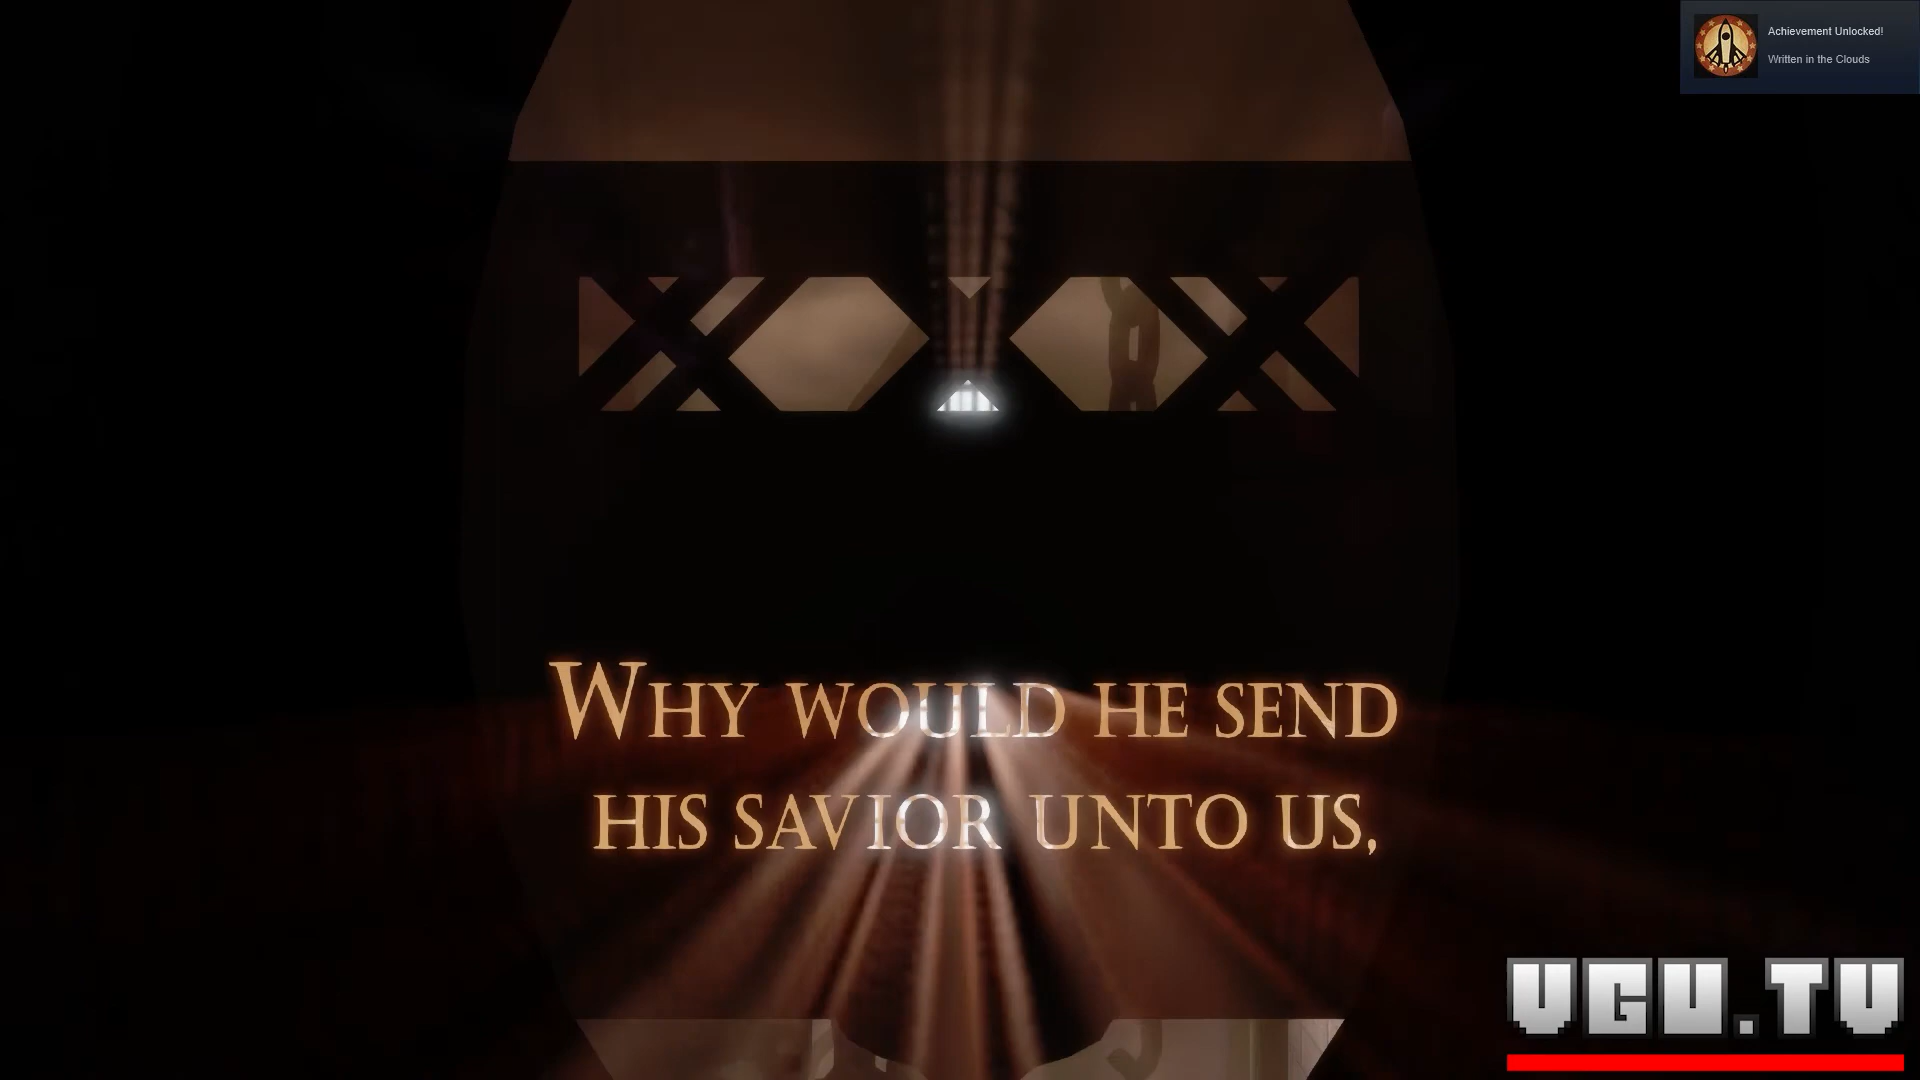 Achievement Unlocked!
Written in the Clouds
WHY WOULD HE SEND
HIS SAVIOR UNTO US,
VGU.TV